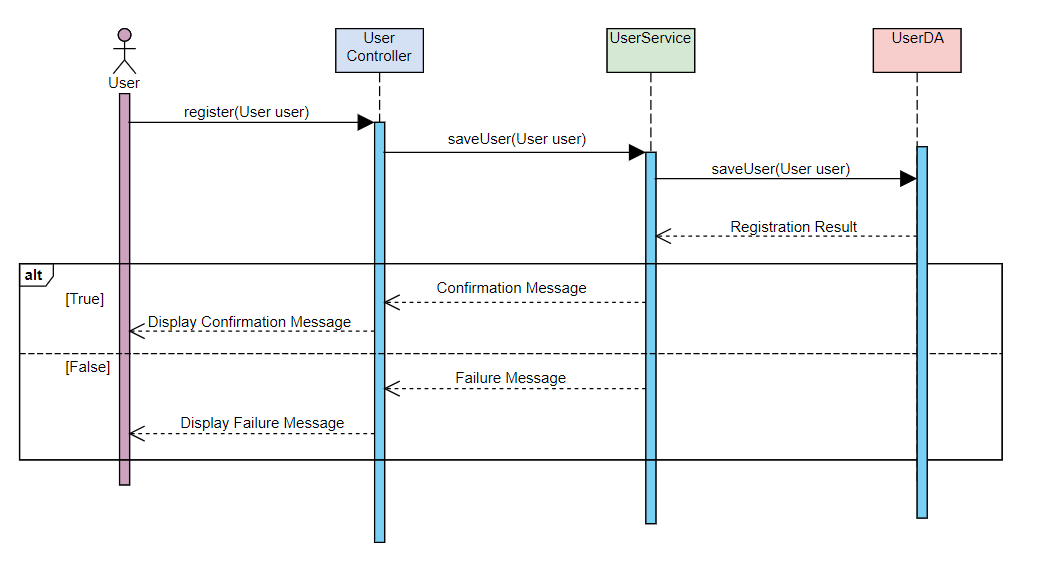 User
User
Controller
UserService
UserDA
register(User user)
saveUser(User user)
saveUser(User user)
Registration Result
alt
[True]
Confirmation Message
Display Confirmation Message
[False]
Failure Message
Display Failure Message